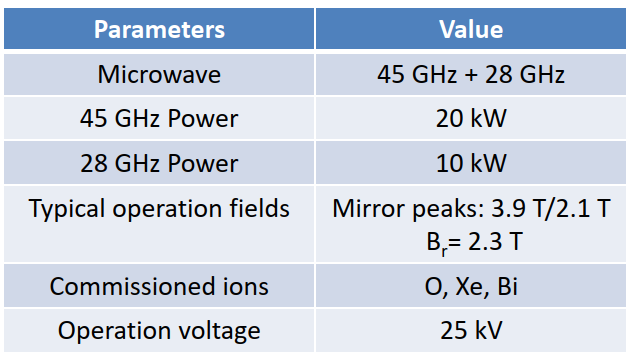 Parameters Value
Microwave 45 GHz + 28 GHz
45 GHz Power 20 kW
28 GHz Power 10 kW
Typical operation fields Mirror peaks: 3.9 T/2.1 T
Br= 2.3 T
Commissioned ions O, Xe, Bi
Operation voltage 25 kV